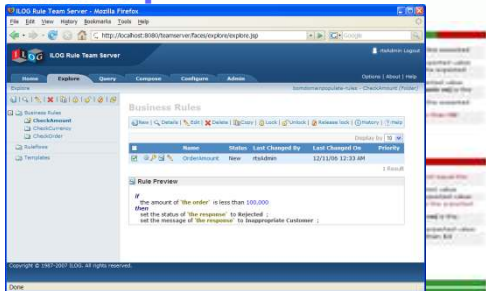 ILOG Rule Team Server - Mozilla Firefox
File Edit View History Bookmarks Tools Help
http://localhost:8080/teamserver/faces/explore/explore.jsp
Google
ILOG Rule Team Server
rtsAdmin Logout
Home Explore Query Compose Configure Admin
Options | About | Help
Explore
bomdomainpopulate-rules - CheckAmount (Folder)
Business Rules
CheckAmount
CheckCurrency
CheckOrder
Ruleflows
Templates
Business Rules
New | Details | Edit | Delete | Copy | Lock | Unlock | Release lock | History | Help
Display by 10
Name Status Last Changed By Last Changed On Priority
OrderAmount New rtsAdmin 12/11/06 12:33 AM
1 Result
Rule Preview
if
the amount of 'the order' is less than 100,000
then
set the status of 'the response' to Rejected ;
set the message of 'the response' to Inappropriate Customer ;
Copyright © 1987-2007 ILOG. All rights reserved.
Done